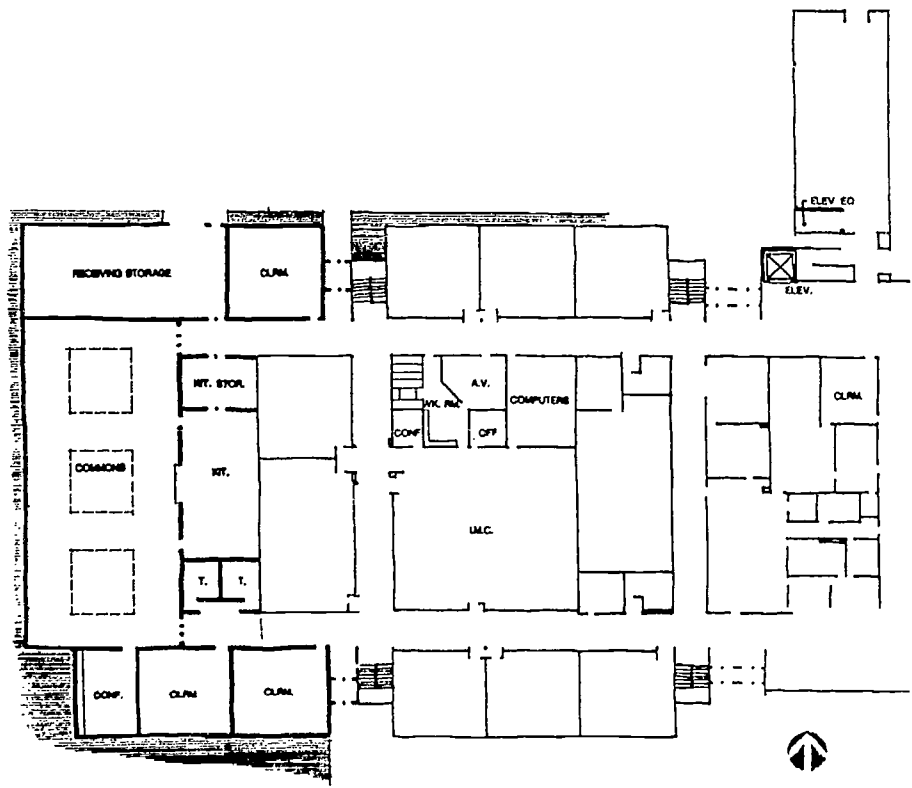 ELEV. EQ
RECEIVING STORAGE
CLRM.
ELEV.
KIT. STOR.
A.V.
WK. RM.
COMPUTERS
CLRM.
CONF.
OFF.
COMMONS
KIT.
I.M.C.
T.
T.
CONF.
CLRM
CLRM.